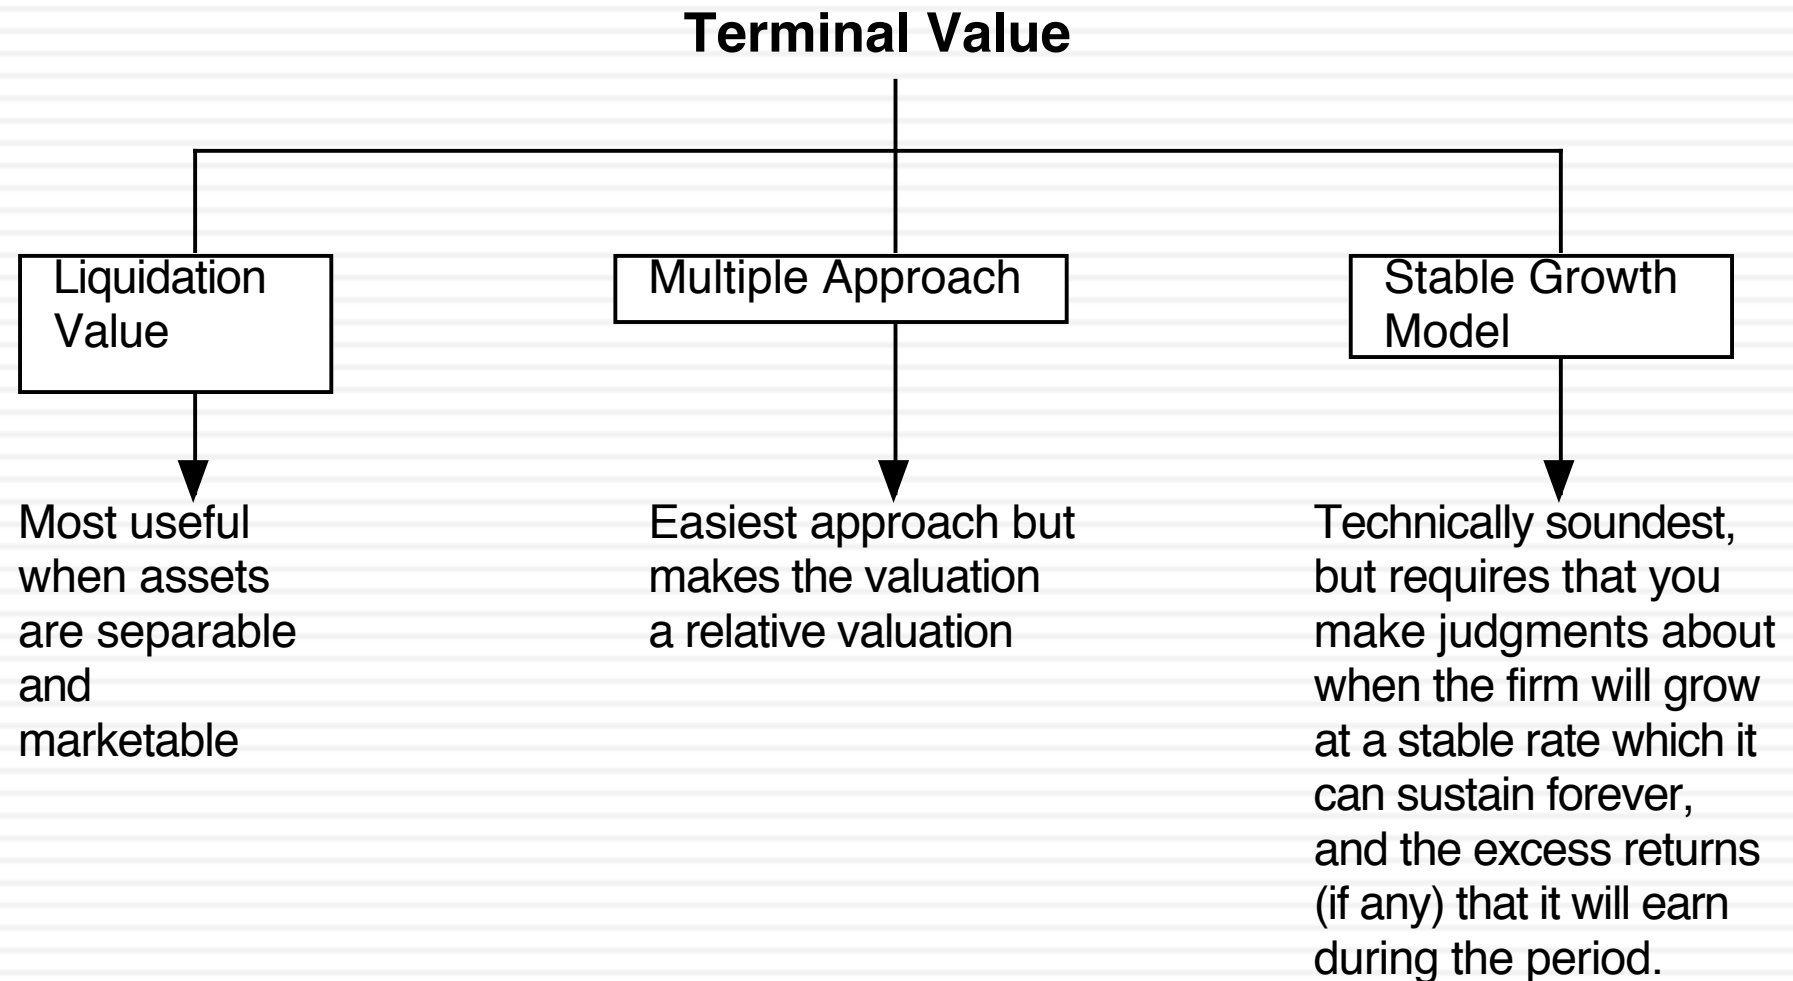 Terminal Value
Liquidation
Value
Multiple Approach
Stable Growth
Model
Most useful
when assets
are separable
and
marketable
Easiest approach but
makes the valuation
a relative valuation
Technically soundest,
but requires that you
make judgments about
when the firm will grow
at a stable rate which it
can sustain forever,
and the excess returns
(if any) that it will earn
during the period.